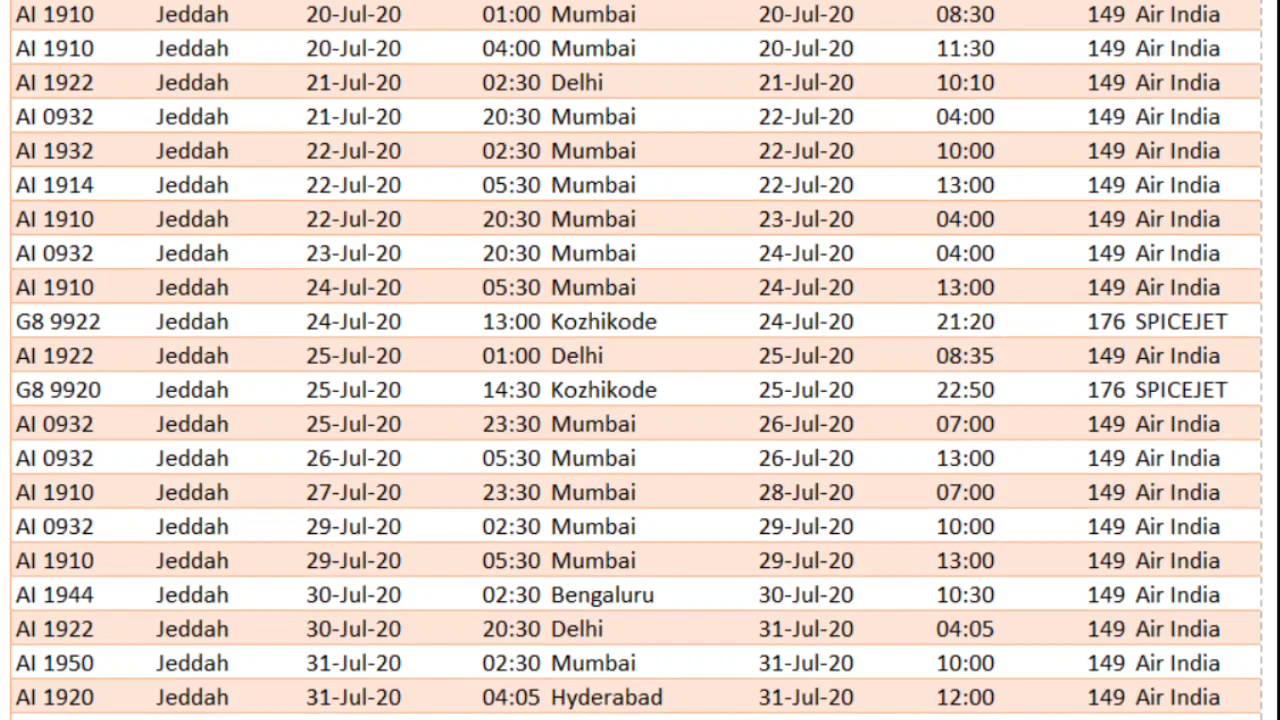 AI 1910 Jeddah 20-Jul-20 01:00 Mumbai 20-Jul-20 08:30 149 Air India
AI 1910 Jeddah 20-Jul-20 04:00 Mumbai 20-Jul-20 11:30 149 Air India
AI 1922 Jeddah 21-Jul-20 02:30 Delhi 21-Jul-20 10:10 149 Air India
AI 0932 Jeddah 21-Jul-20 20:30 Mumbai 22-Jul-20 04:00 149 Air India
AI 1932 Jeddah 22-Jul-20 02:30 Mumbai 22-Jul-20 10:00 149 Air India
AI 1914 Jeddah 22-Jul-20 05:30 Mumbai 22-Jul-20 13:00 149 Air India
AI 1910 Jeddah 22-Jul-20 20:30 Mumbai 23-Jul-20 04:00 149 Air India
AI 0932 Jeddah 23-Jul-20 20:30 Mumbai 24-Jul-20 04:00 149 Air India
AI 1910 Jeddah 24-Jul-20 05:30 Mumbai 24-Jul-20 13:00 149 Air India
G8 9922 Jeddah 24-Jul-20 13:00 Kozhikode 24-Jul-20 21:20 176 SPICEJET
AI 1922 Jeddah 25-Jul-20 01:00 Delhi 25-Jul-20 08:35 149 Air India
G8 9920 Jeddah 25-Jul-20 14:30 Kozhikode 25-Jul-20 22:50 176 SPICEJET
AI 0932 Jeddah 25-Jul-20 23:30 Mumbai 26-Jul-20 07:00 149 Air India
AI 0932 Jeddah 26-Jul-20 05:30 Mumbai 26-Jul-20 13:00 149 Air India
AI 1910 Jeddah 27-Jul-20 23:30 Mumbai 28-Jul-20 07:00 149 Air India
AI 0932 Jeddah 29-Jul-20 02:30 Mumbai 29-Jul-20 10:00 149 Air India
AI 1910 Jeddah 29-Jul-20 05:30 Mumbai 29-Jul-20 13:00 149 Air India
AI 1944 Jeddah 30-Jul-20 02:30 Bengaluru 30-Jul-20 10:30 149 Air India
AI 1922 Jeddah 30-Jul-20 20:30 Delhi 31-Jul-20 04:05 149 Air India
AI 1950 Jeddah 31-Jul-20 02:30 Mumbai 31-Jul-20 10:00 149 Air India
AI 1920 Jeddah 31-Jul-20 04:05 Hyderabad 31-Jul-20 12:00 149 Air India